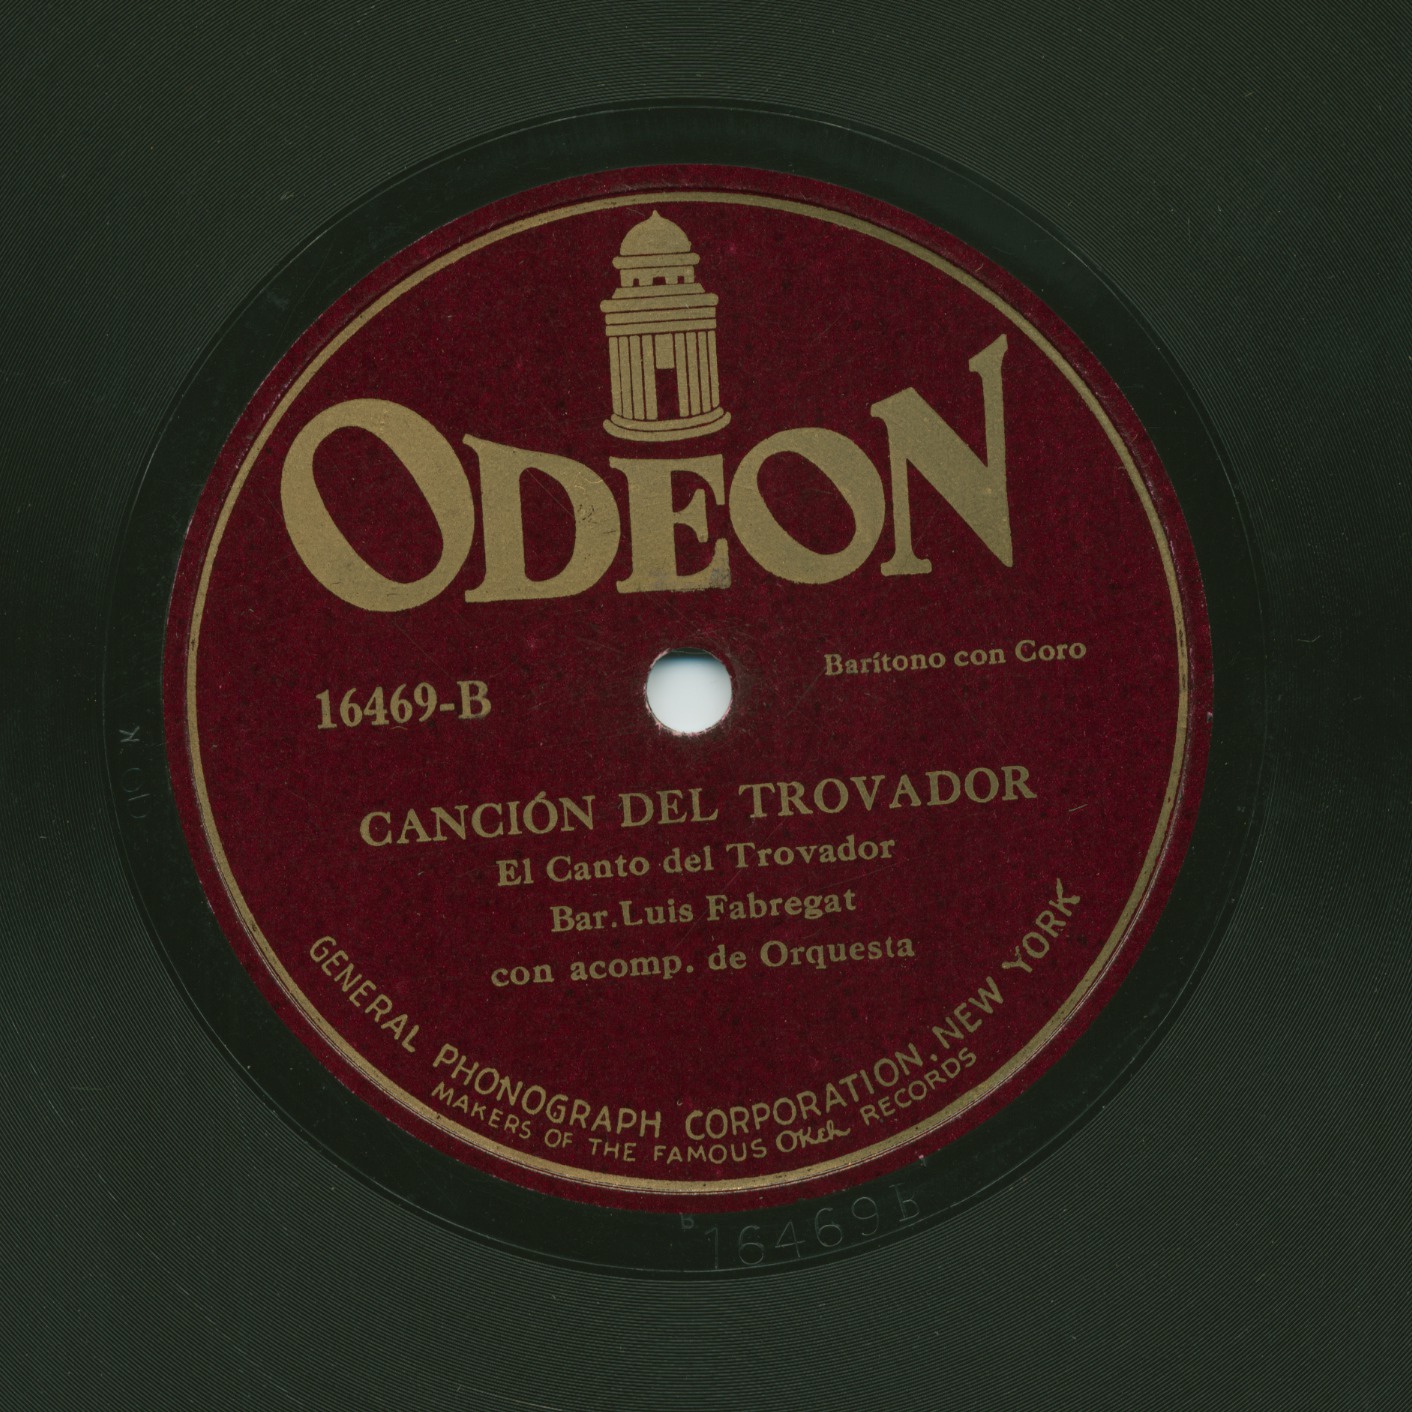 ODEON
Barítono con Coro
16469-B
CANCIÓN DEL TROVADOR
El Canto del Trovador
Bar. Luis Fabregat
con acomp. de Orquesta
GENERAL PHONOGRAPH CORPORATION, NEW YORK
MAKERS OF THE FAMOUS OKeh RECORDS
16469B